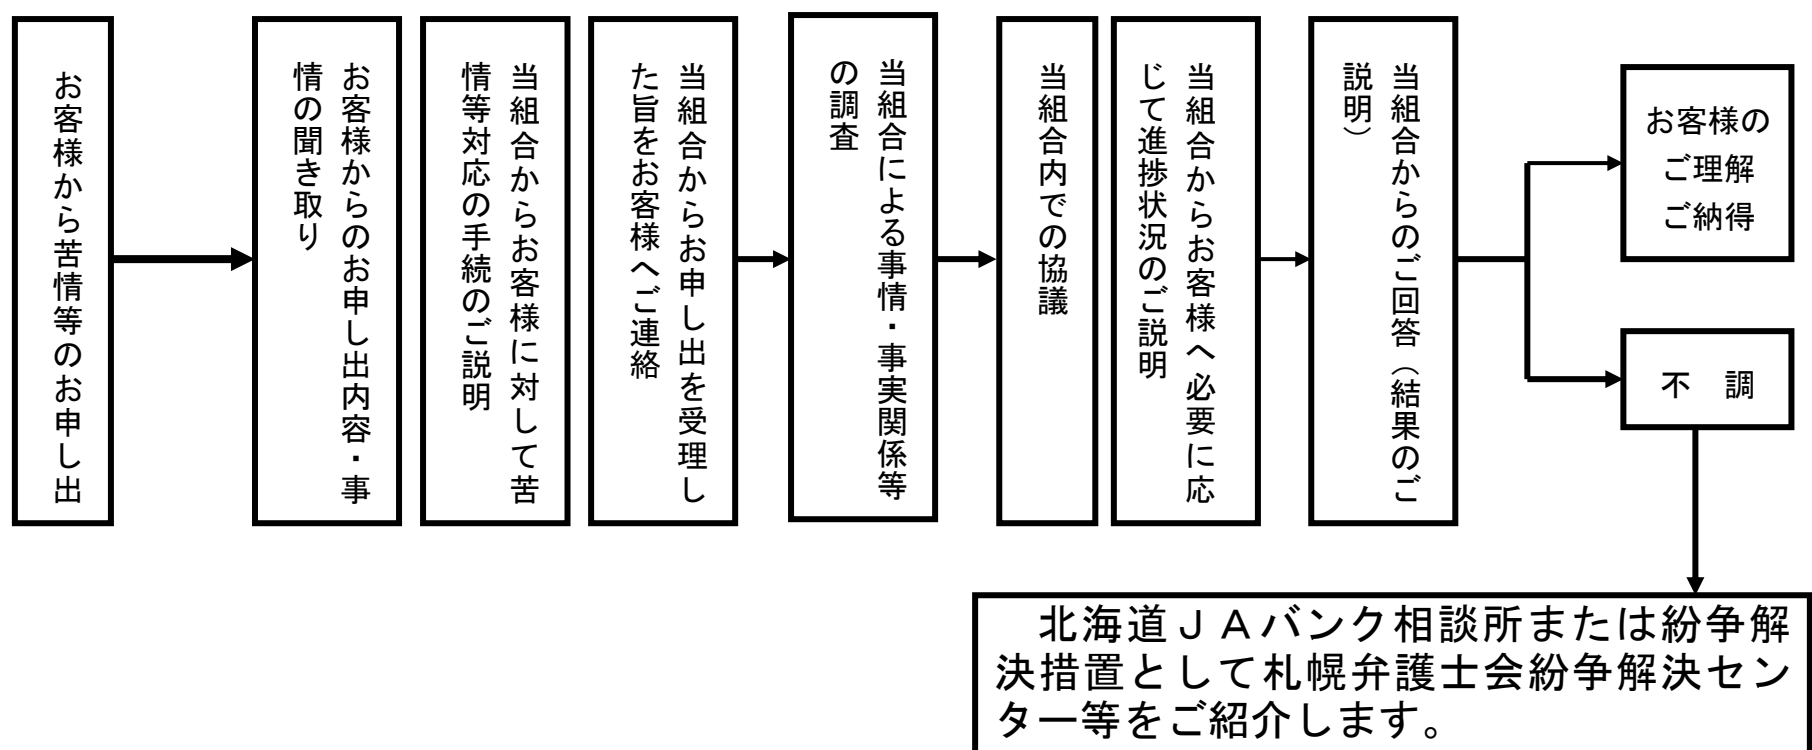 お客様から苦情等のお申し出
お客様からのお申し出内容・事
情の聞き取り
当組合からお客様に対して苦
情等対応の手続のご説明
当組合からお申し出を受理し
た旨をお客様へご連絡
当組合による事情・事実関係等
の調査
当組合内での協議
当組合からお客様へ必要に応
じて進捗状況のご説明
当組合からのご回答（結果のご
説明）
お客様の
ご理解
ご納得
不　調
北海道ＪＡバンク相談所または紛争解
決措置として札幌弁護士会紛争解決セン
ター等をご紹介します。